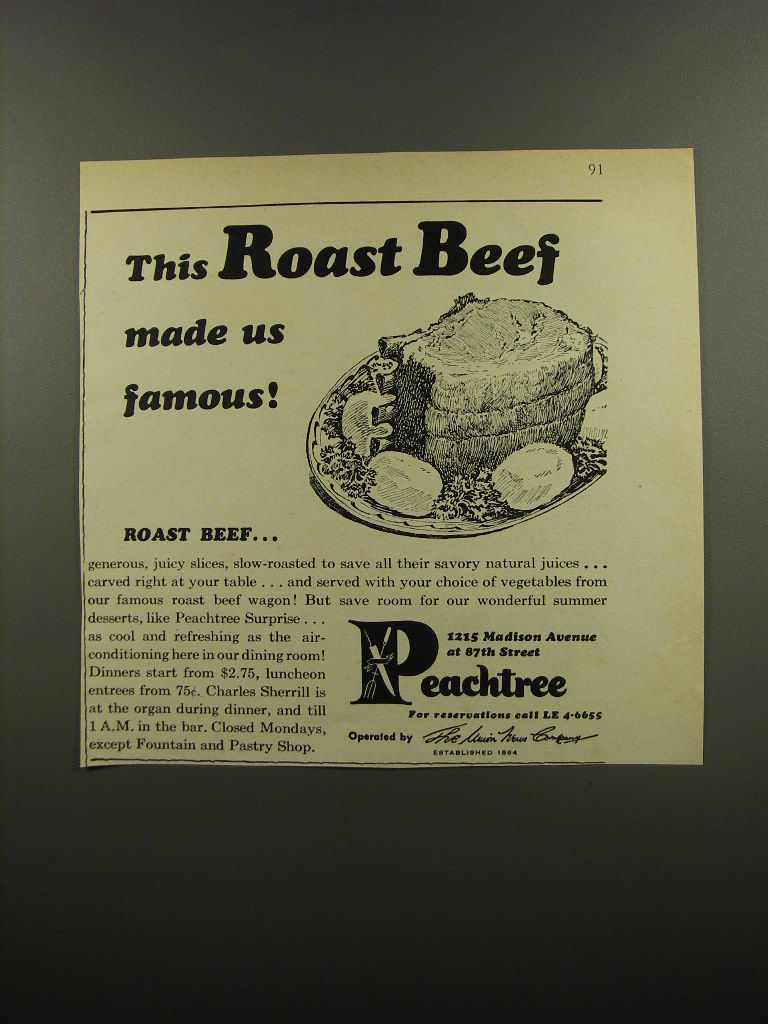 91
This Roast Beef
made us
famous!
ROAST BEEF...
generous, juicy slices, slow-roasted to save all their savory natural juices ...
carved right at your table ... and served with your choice of vegetables from
our famous roast beef wagon! But save room for our wonderful summer
desserts, like Peachtree Surprise ...
as cool and refreshing as the air-
conditioning here in our dining room!
Dinners start from $2.75, luncheon
entrees from 75¢. Charles Sherrill is
at the organ during dinner, and till
1 A.M. in the bar. Closed Mondays,
except Fountain and Pastry Shop.
1215 Madison Avenue
at 87th Street
Peachtree
For reservations call LE 4-6655
Operated by The Union News Company
ESTABLISHED 1864